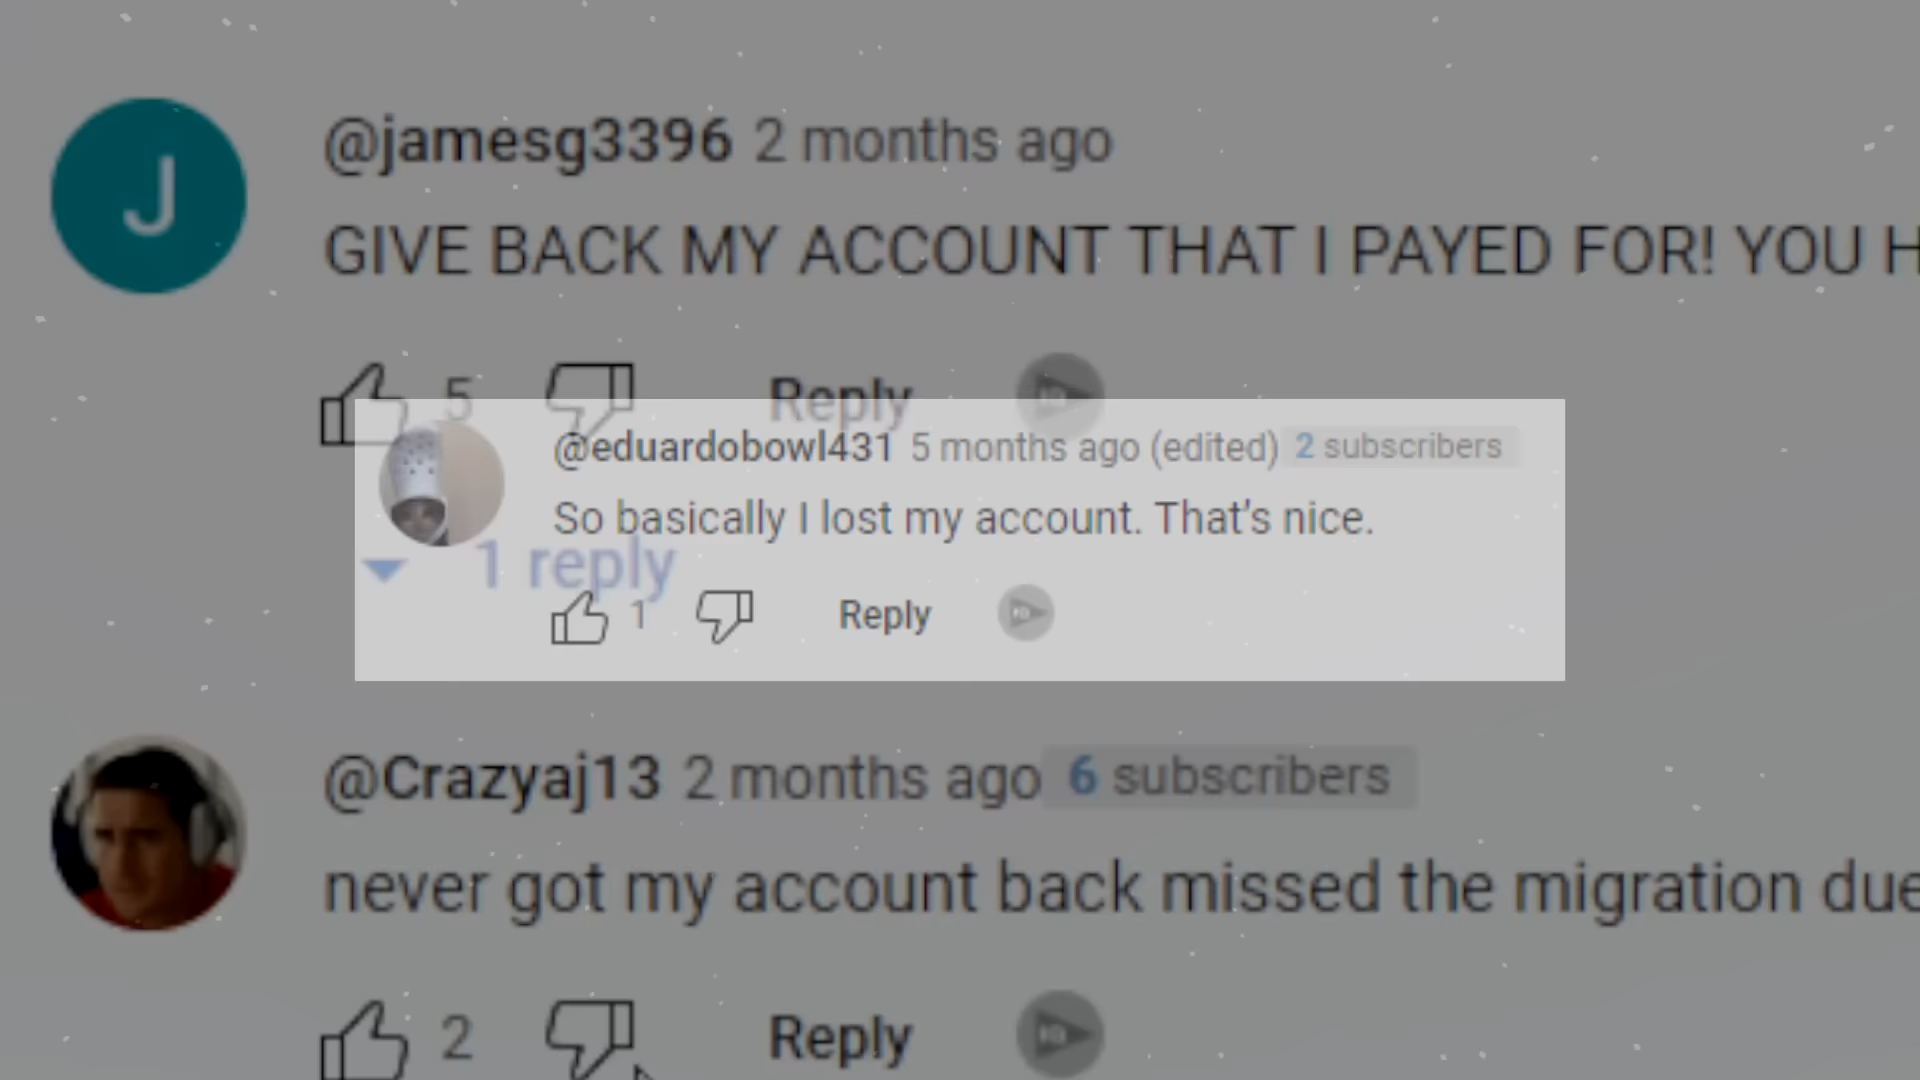 J
@jamesg3396 2 months ago
GIVE BACK MY ACCOUNT THAT I PAYED FOR! YOU H
5 Reply
@eduardobowl431 5 months ago (edited) 2 subscribers
So basically I lost my account. That's nice.
1 reply
1 Reply
@Crazyaj13 2 months ago 6 subscribers
never got my account back missed the migration due
2 Reply